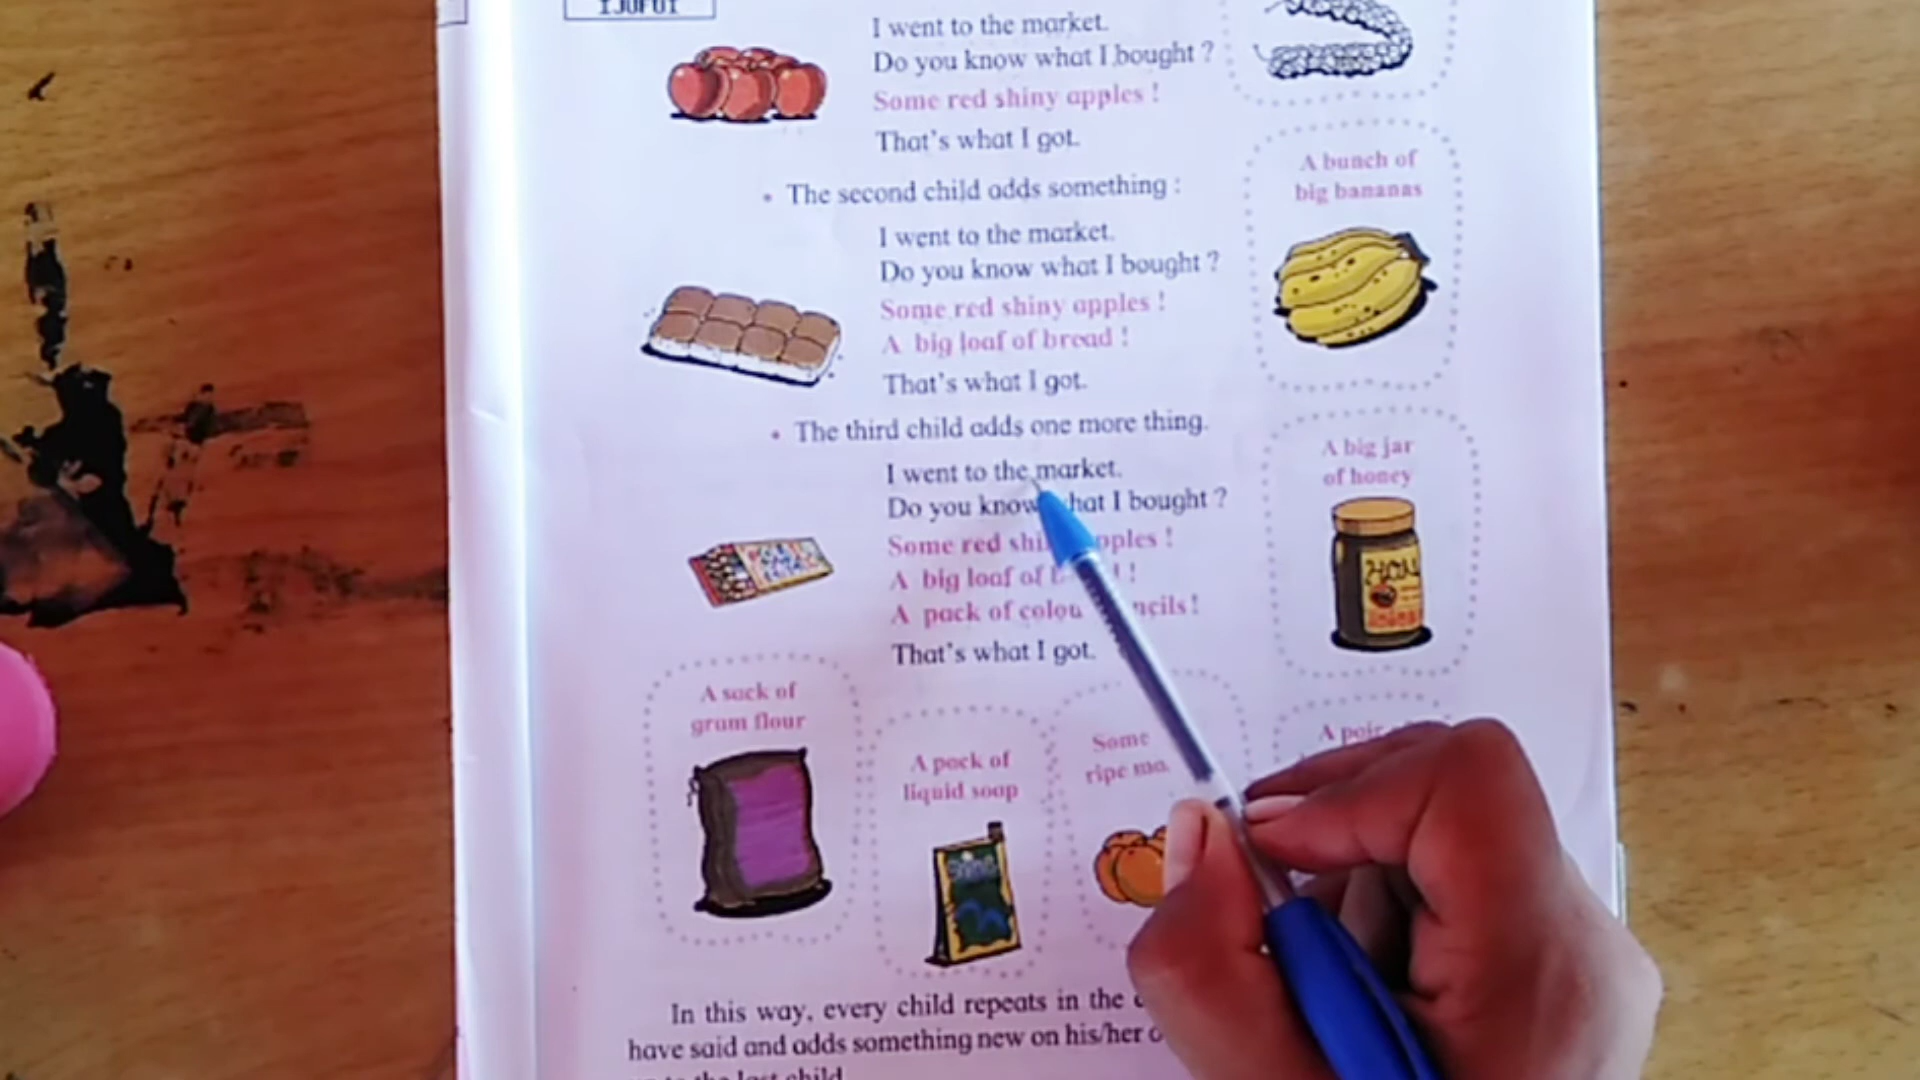 I went to the market.
Do you know what I bought ?
Some red shiny apples !
That's what I got.
• The second child adds something :
I went to the market.
Do you know what I bought ?
Some red shiny apples !
A big loaf of bread !
That's what I got.
• The third child adds one more thing.
I went to the market.
Do you know what I bought ?
Some red apples !
A big loaf of !
A pack of
That's what I got.
A bunch of
big bananas
A big jar
of honey
A sack of
gram flour
A pack of
liquid soap
Some
ripe
A
In this way, every child repeats in the
have said and adds something new on his/her
the last child